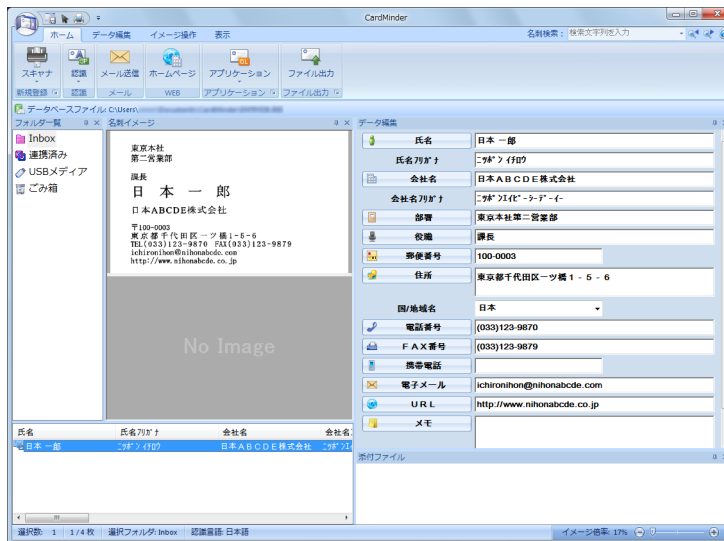 CardMinder
ホーム データ編集 イメージ操作 表示
名刺検索: 検索文字列を入力
スキャナ 認識 メール送信 ホームページ アプリケーション ファイル出力
新規登録 認識 メール WEB アプリケーション ファイル出力
データベースファイル: C:\Users\
フォルダ一覧 名刺イメージ データ編集
Inbox
連携済み
USBメディア
ごみ箱
東京本社
第二営業部
課長
日本 一郎
日本ABCDE株式会社
〒100-0003
東京都千代田区一ツ橋1-5-6
TEL(033)123-9870 FAX(033)123-9879
ichironihon@nihonabcde.com
http://www.nihonabcde.co.jp
No Image
氏名 日本 一郎
氏名フリガナ ニッポン イチロウ
会社名 日本ABCDE株式会社
会社名フリガナ ニッポンエイビーシーディーイー
部署 東京本社第二営業部
役職 課長
郵便番号 100-0003
住所 東京都千代田区一ツ橋1-5-6
国/地域名 日本
電話番号 (033)123-9870
FAX番号 (033)123-9879
携帯電話
電子メール ichironihon@nihonabcde.com
URL http://www.nihonabcde.co.jp
メモ
添付ファイル
氏名 氏名フリガナ 会社名 会社名
日本 一郎 ニッポン イチロウ 日本ABCDE株式会社 ニッポンエイ
選択数: 1 1/4枚 選択フォルダ: Inbox 認識言語: 日本語 イメージ倍率: 17%